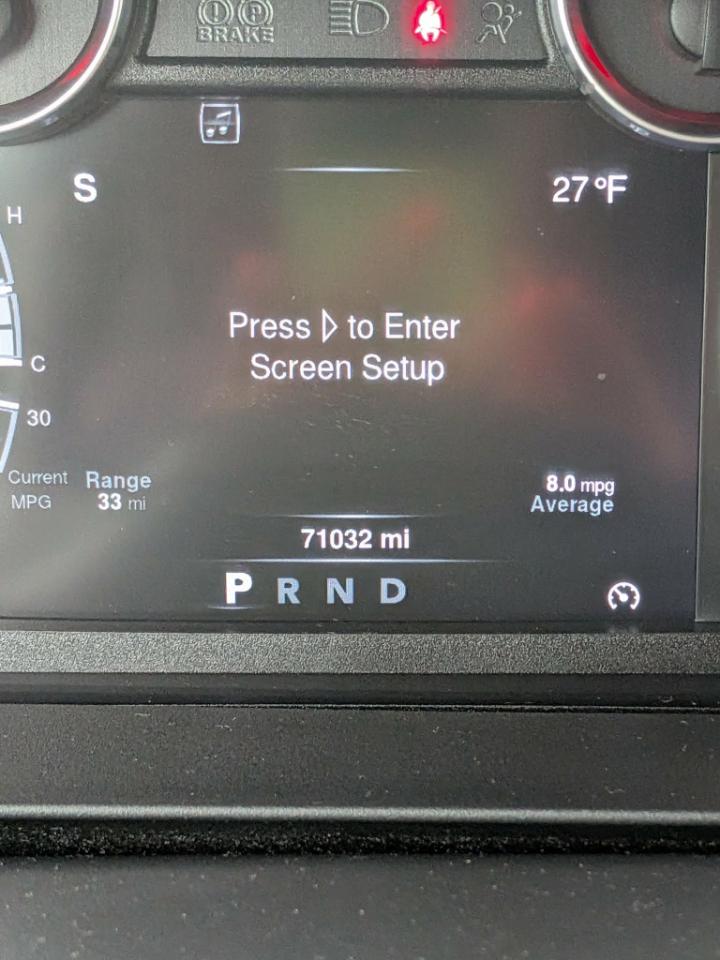 BRAKE
S
27°F
H
Press ▷ to Enter
Screen Setup
C
30
Current
MPG
Range
33 mi
8.0 mpg
Average
71032 mi
P R N D